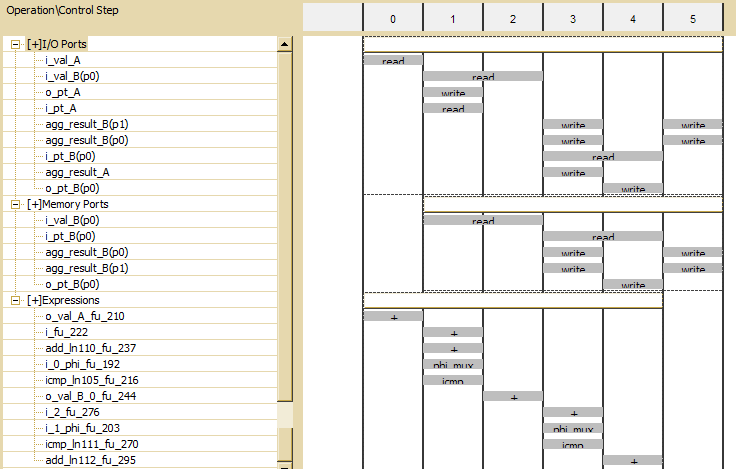 Operation\Control Step 0 1 2 3 4 5
[+]I/O Ports
i_val_A read
i_val_B(p0) read
o_pt_A write
i_pt_A read
agg_result_B(p1) write write
agg_result_B(p0) write write
i_pt_B(p0) read
agg_result_A write
o_pt_B(p0) write
[+]Memory Ports
i_val_B(p0) read
i_pt_B(p0) read
agg_result_B(p0) write write
agg_result_B(p1) write write
o_pt_B(p0) write
[+]Expressions
o_val_A_fu_210 +
i_fu_222 +
add_ln110_fu_237 +
i_0_phi_fu_192 phi_mux
icmp_ln105_fu_216 icmp
o_val_B_0_fu_244 +
i_2_fu_276 +
i_1_phi_fu_203 phi_mux
icmp_ln111_fu_270 icmp
add_ln112_fu_295 +